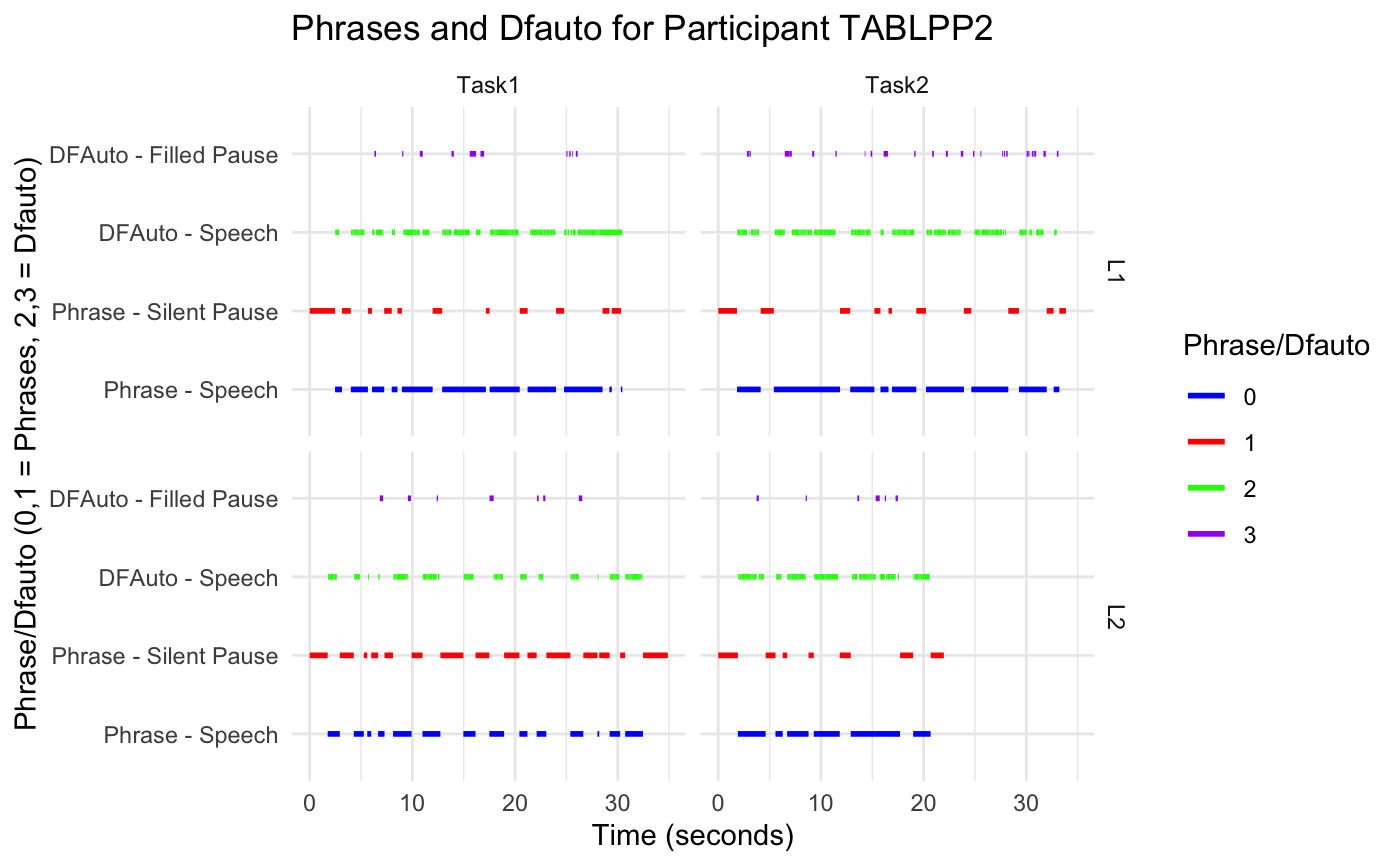 Phrases and Dfauto for Participant TABLPP2
Task1
Task2
Phrase/Dfauto (0,1 = Phrases, 2,3 = Dfauto)
DFAuto - Filled Pause
DFAuto - Speech
Phrase - Silent Pause
Phrase - Speech
L1
DFAuto - Filled Pause
DFAuto - Speech
Phrase - Silent Pause
Phrase - Speech
L2
0 10 20 30
0 10 20 30
Time (seconds)
Phrase/Dfauto
0
1
2
3